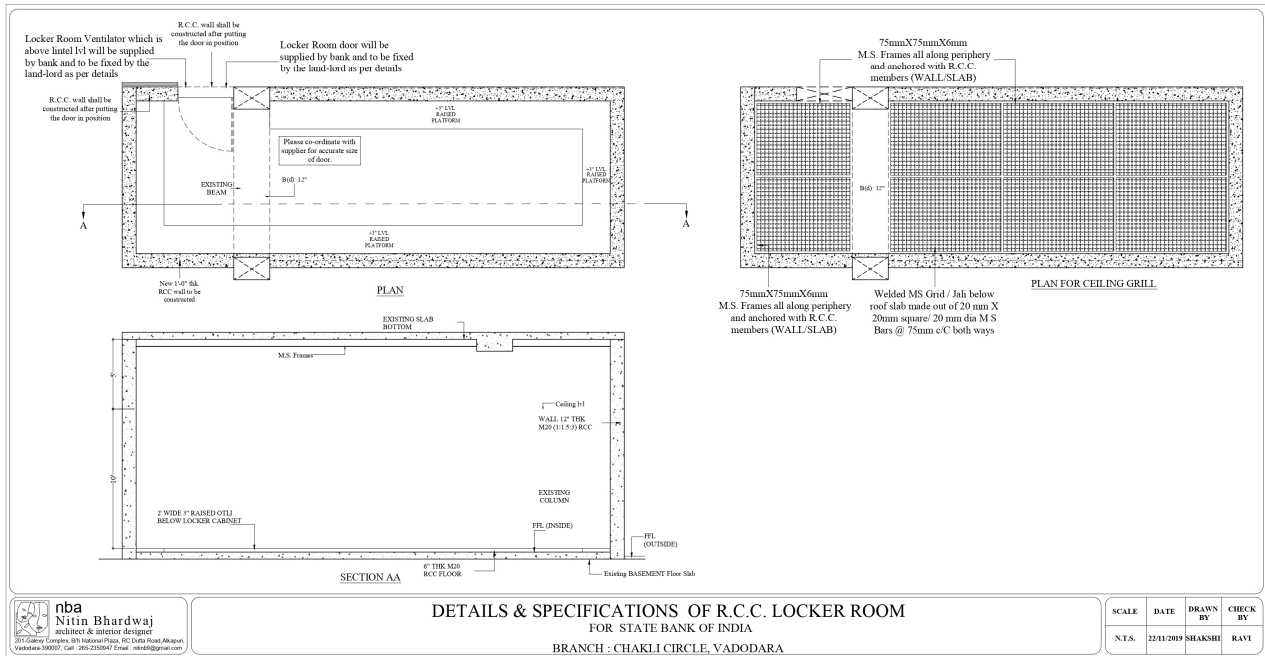 R.C.C. wall shall be
constructed after putting
the door in position
Locker Room Ventilator which is
above lintel lvl will be supplied
by bank and to be fixed by the
land-lord as per details
Locker Room door will be
supplied by bank and to be fixed
by the land-lord as per details
R.C.C. wall shall be
constructed after putting
the door in position
+3" LVL
RAISED
PLATFORM
Please co-ordinate with
supplier for accurate size
of door.
+3" LVL
RAISED
PLATFORM
EXISTING
BEAM
B(d): 12"
A
A
+3" LVL
RAISED
PLATFORM
New 1'-0" thk.
RCC wall to be
constructed
PLAN
75mmX75mmX6mm
M.S. Frames all along periphery
and anchored with R.C.C.
members (WALL/SLAB)
B(d): 12"
75mmX75mmX6mm
M.S. Frames all along periphery
and anchored with R.C.C.
members (WALL/SLAB)
Welded MS Grid / Jali below
roof slab made out of 20 mm X
20mm square/ 20 mm dia M S
Bars @ 75mm c/C both ways
PLAN FOR CEILING GRILL
EXISTING SLAB
BOTTOM
M.S. Frames
5'
Ceiling lvl
WALL 12" THK
M20 (1:1.5:3) RCC
10'
EXISTING
COLUMN
2' WIDE 3" RAISED OTLI
BELOW LOCKER CABINET
FFL (INSIDE)
FFL
(OUTSIDE)
6" THK M20
RCC FLOOR
Existing BASEMENT Floor Slab
SECTION AA
nba
Nitin Bhardwaj
architect & interior designer
201-Galaxy Complex, B/h National Plaza, RC Dutta Road,Alkapuri,
Vadodara-390007, Call : 265-2350947 Email : nitinb9@gmail.com
DETAILS & SPECIFICATIONS OF R.C.C. LOCKER ROOM
FOR STATE BANK OF INDIA
BRANCH : CHAKLI CIRCLE, VADODARA
SCALE
DATE
DRAWN
BY
CHECK
BY
N.T.S.
22/11/2019
SHAKSHI
RAVI